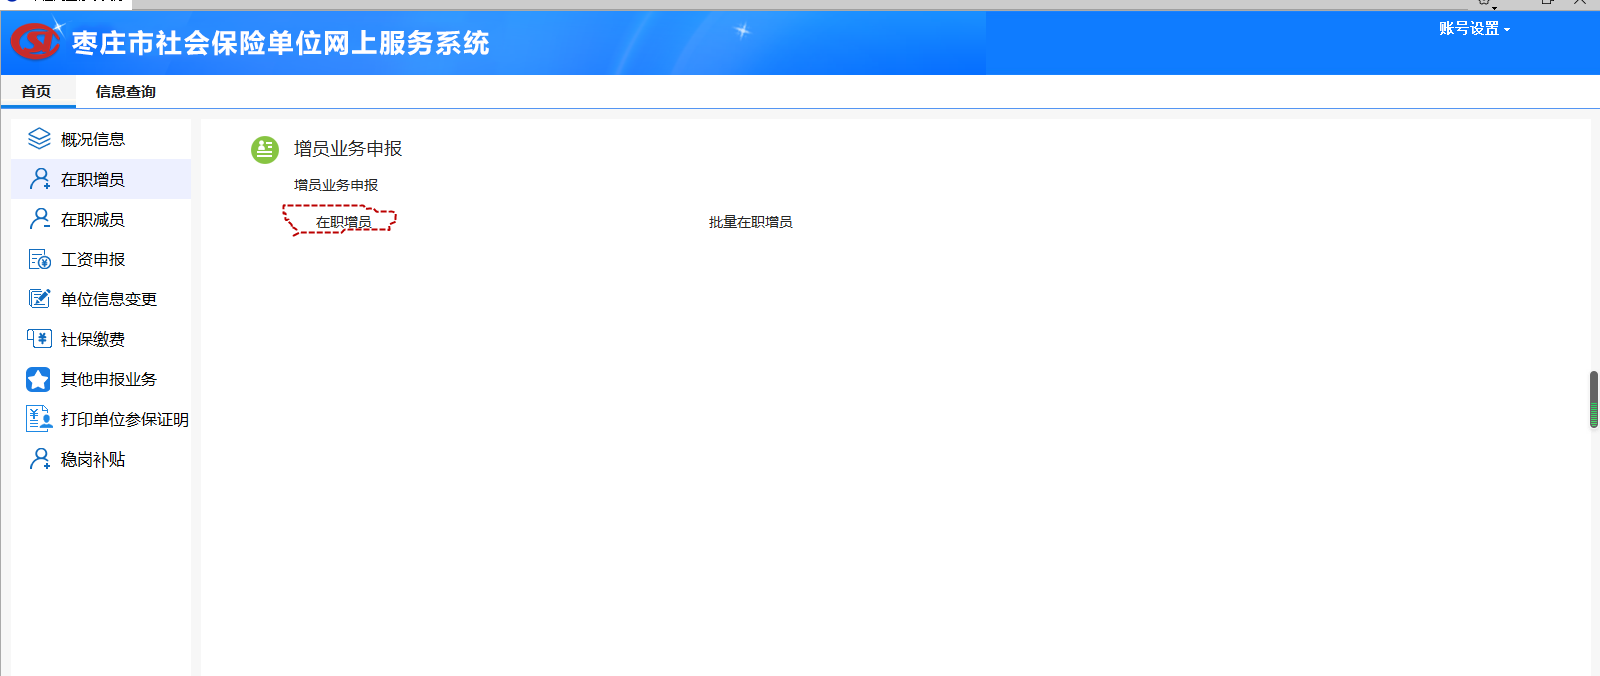 枣庄市社会保险单位网上服务系统
账号设置
首页
信息查询
概况信息
在职增员
在职减员
工资申报
单位信息变更
社保缴费
其他申报业务
打印单位参保证明
稳岗补贴
增员业务申报
增员业务申报
在职增员
批量在职增员